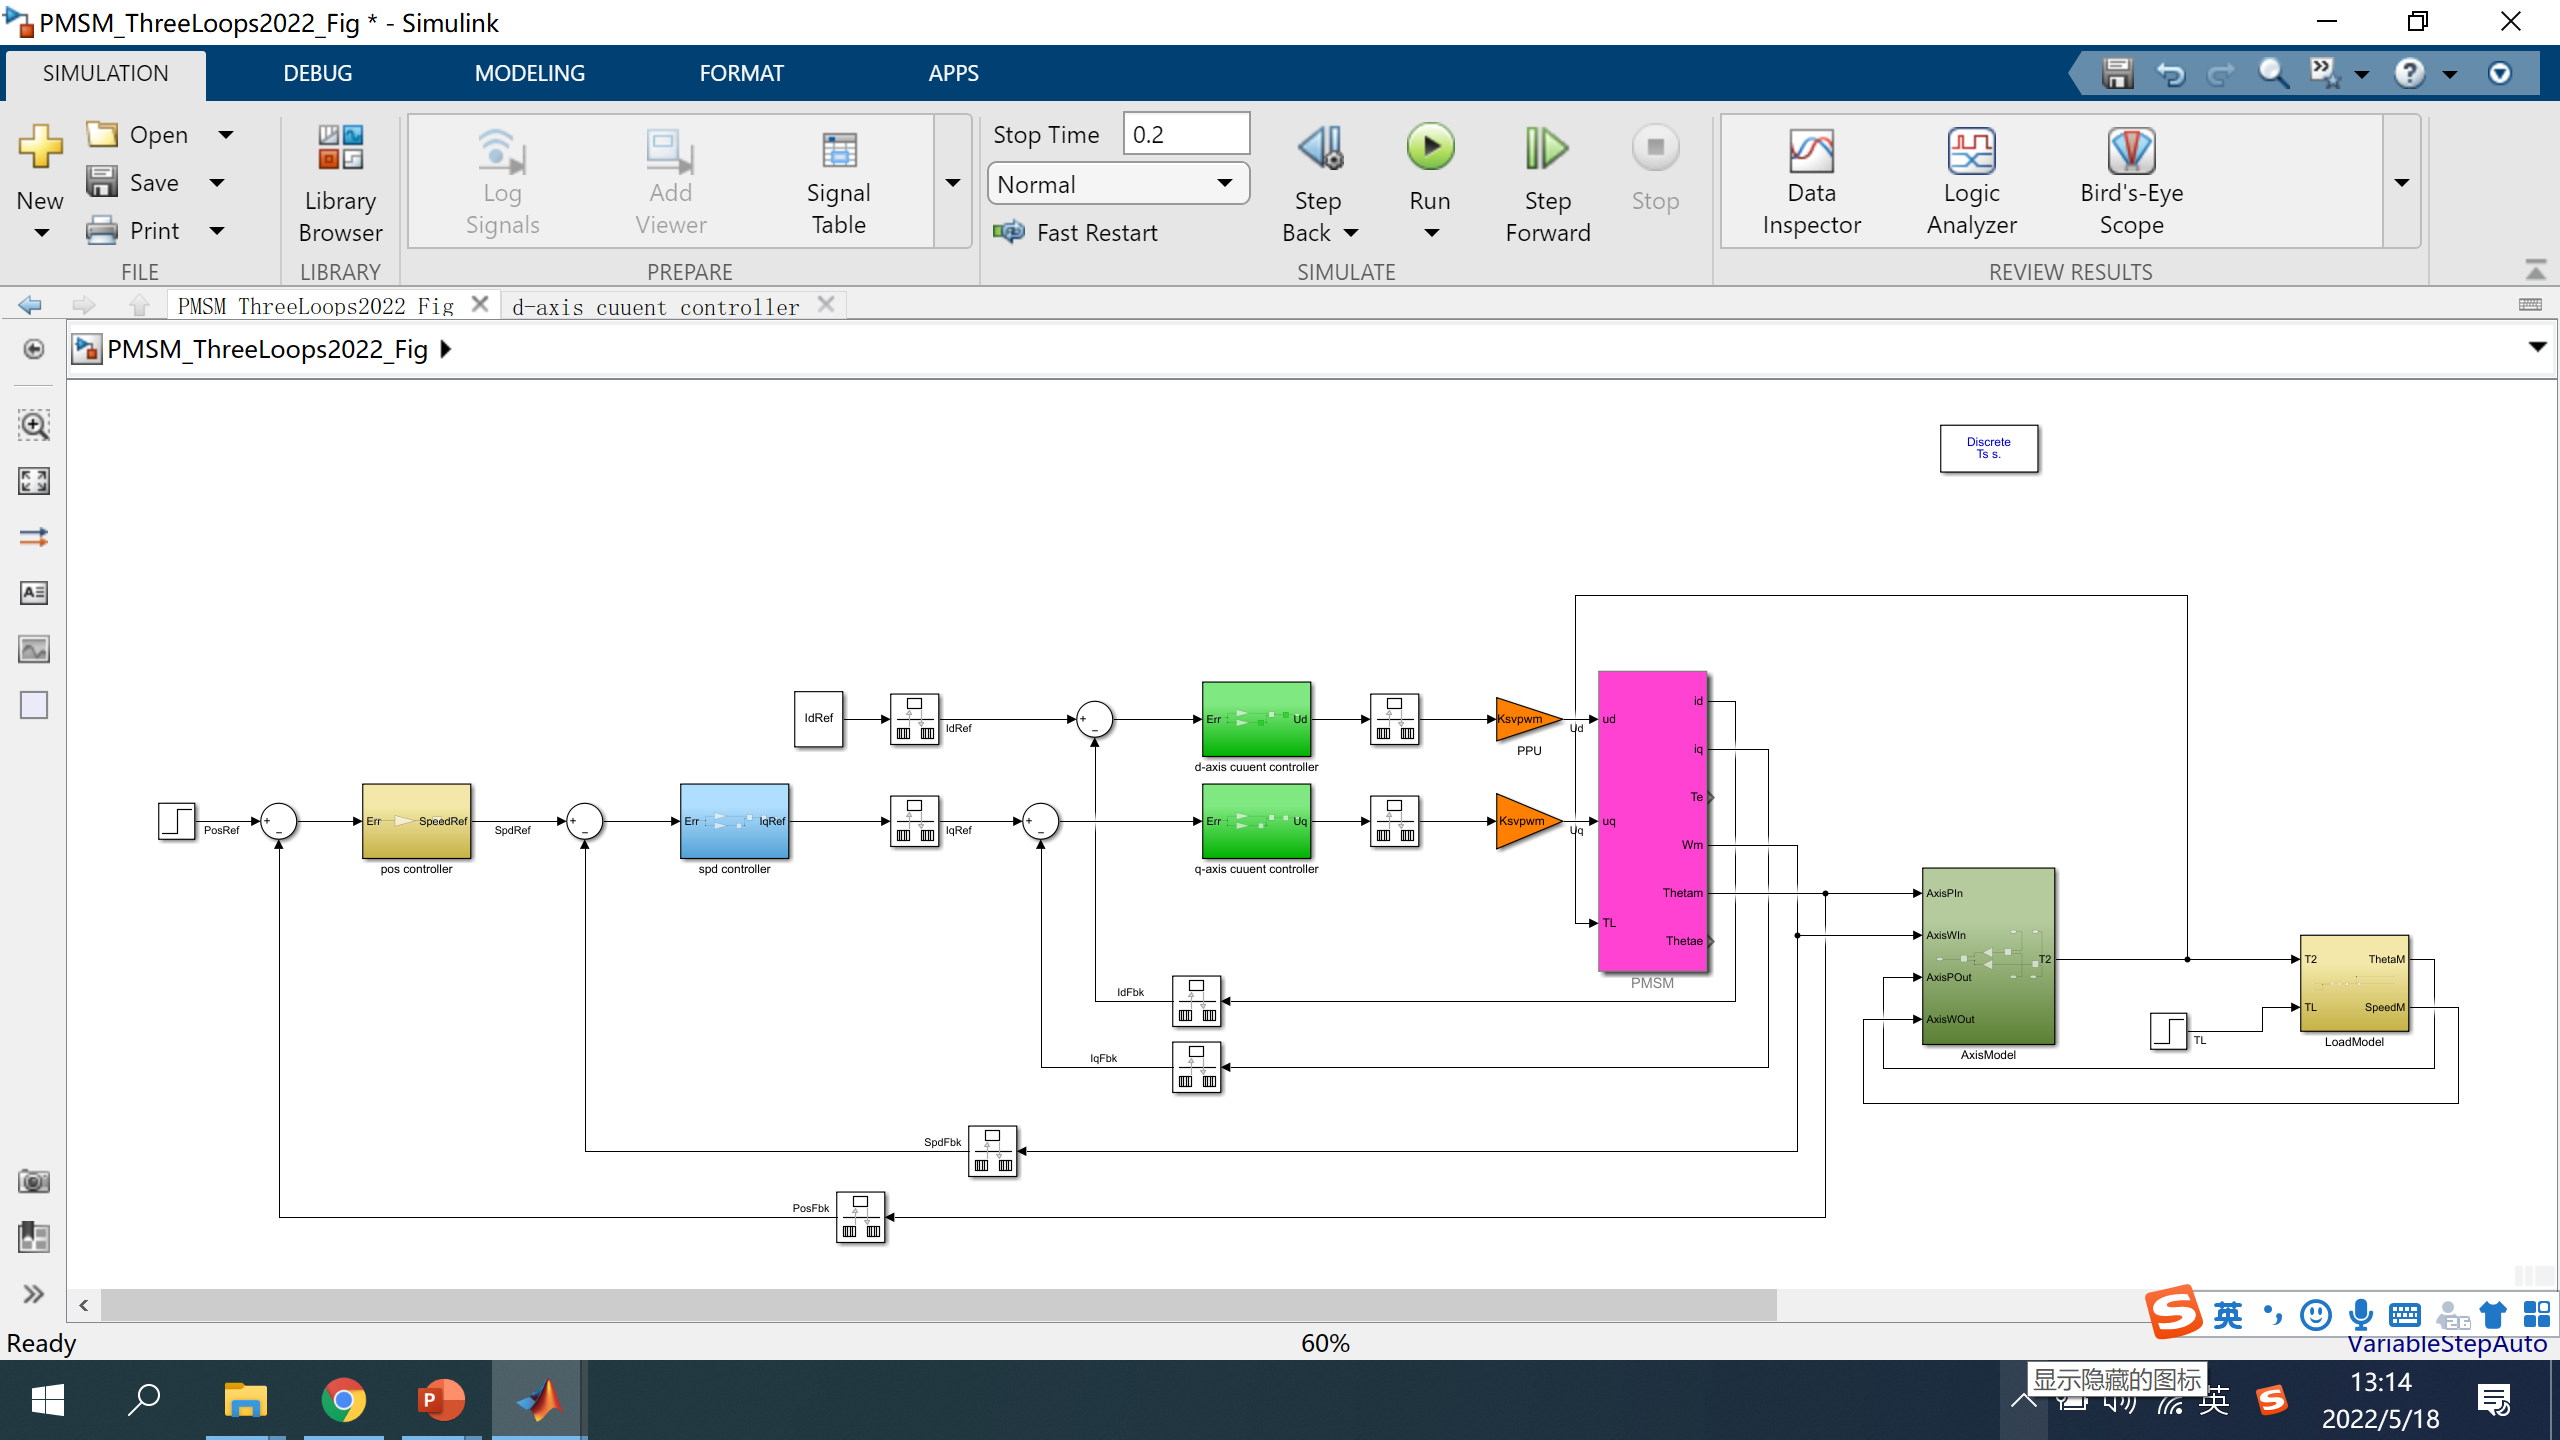 PMSM_ThreeLoops2022_Fig * - Simulink
SIMULATION DEBUG MODELING FORMAT APPS
New
Open
Save
Print
FILE
Library
Browser
LIBRARY
Log
Signals
Add
Viewer
Signal
Table
PREPARE
Stop Time 0.2
Normal
Fast Restart
Step
Back
Run
Step
Forward
Stop
SIMULATE
Data
Inspector
Logic
Analyzer
Bird's-Eye
Scope
REVIEW RESULTS
PMSM_ThreeLoops2022_Fig d-axis cuuent controller
PMSM_ThreeLoops2022_Fig
Discrete
Ts s.
IdRef
IdRef
+
−
Err Ud
d-axis cuuent controller
Ksvpwm
PPU
Ud
PosRef
+
−
Err SpeedRef
pos controller
SpdRef
+
−
Err IqRef
spd controller
IqRef
+
−
Err Uq
q-axis cuuent controller
Ksvpwm
Uq
ud
uq
TL
id
iq
Te
Wm
Thetam
Thetae
PMSM
AxisPIn
AxisWIn
AxisPOut
AxisWOut
T2
AxisModel
TL
T2
TL
ThetaM
SpeedM
LoadModel
IdFbk
IqFbk
SpdFbk
PosFbk
Ready 60% VariableStepAuto
英
显示隐藏的图标
英
13:14
2022/5/18